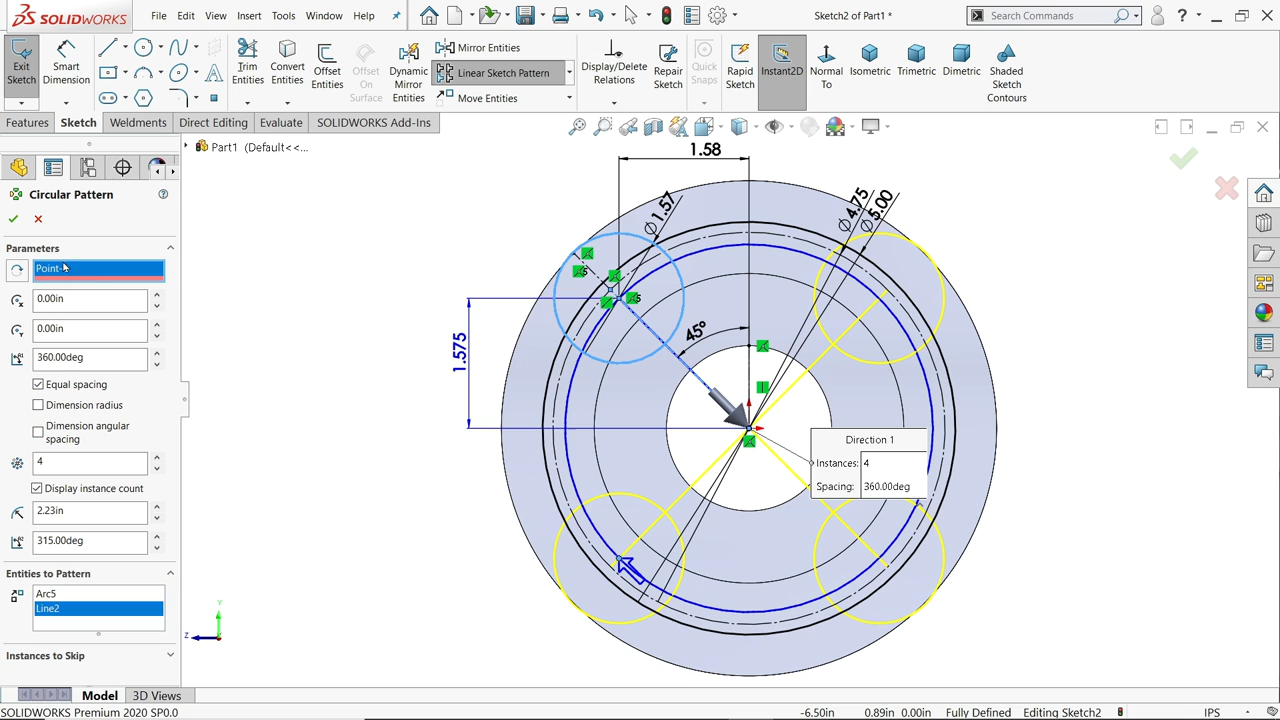 SOLIDWORKS
File Edit View Insert Tools Window Help
Sketch2 of Part1 *
Search Commands
Exit Sketch
Smart Dimension
Trim Entities
Convert Entities
Offset Entities
Offset On Surface
Dynamic Mirror Entities
Mirror Entities
Linear Sketch Pattern
Move Entities
Display/Delete Relations
Repair Sketch
Quick Snaps
Rapid Sketch
Instant2D
Normal To
Isometric
Trimetric
Dimetric
Shaded Sketch Contours
Features Sketch Weldments Direct Editing Evaluate SOLIDWORKS Add-Ins
Part1 (Default<<...
Circular Pattern
Parameters
0.00in
0.00in
360.00deg
Equal spacing
Dimension radius
Dimension angular
spacing
4
Display instance count
2.23in
315.00deg
Entities to Pattern
Arc5
Line2
Instances to Skip
1.58
Ø1.57
Ø4.75
Ø5.00
5
5
45°
1.575
Direction 1
Instances: 4
Spacing: 360.00deg
Y
Z
Model 3D Views
SOLIDWORKS Premium 2020 SP0.0
-6.50in 0.89in 0.00in Fully Defined Editing Sketch2 IPS